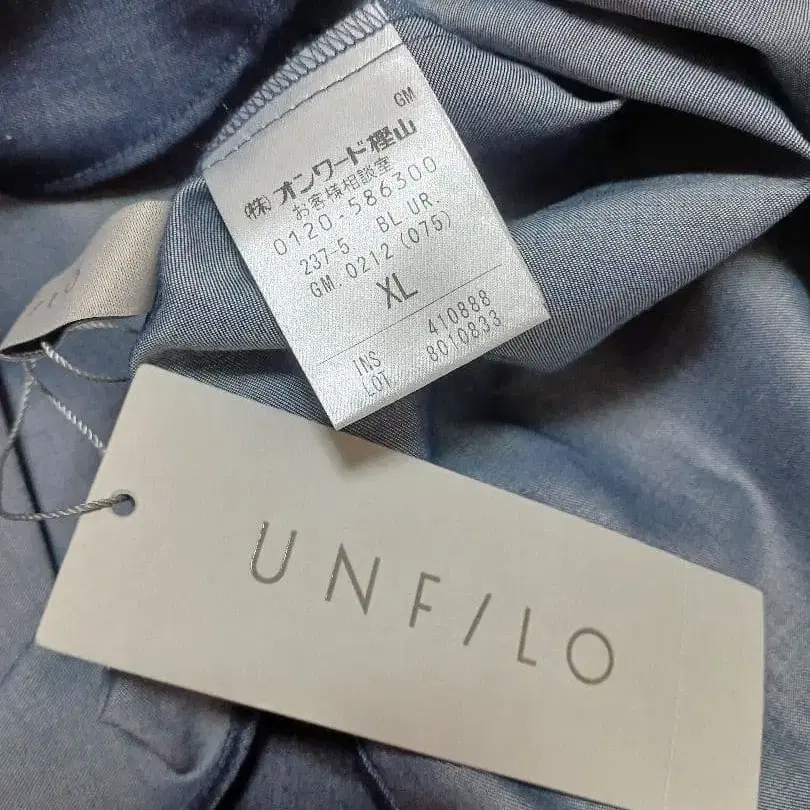 GM
㈱オンワード樫山
お客様相談室
0120-586300
237-5 BL UR.
GM.0212(075)
XL
INS 410888
LOT 8010833
UNF/LO